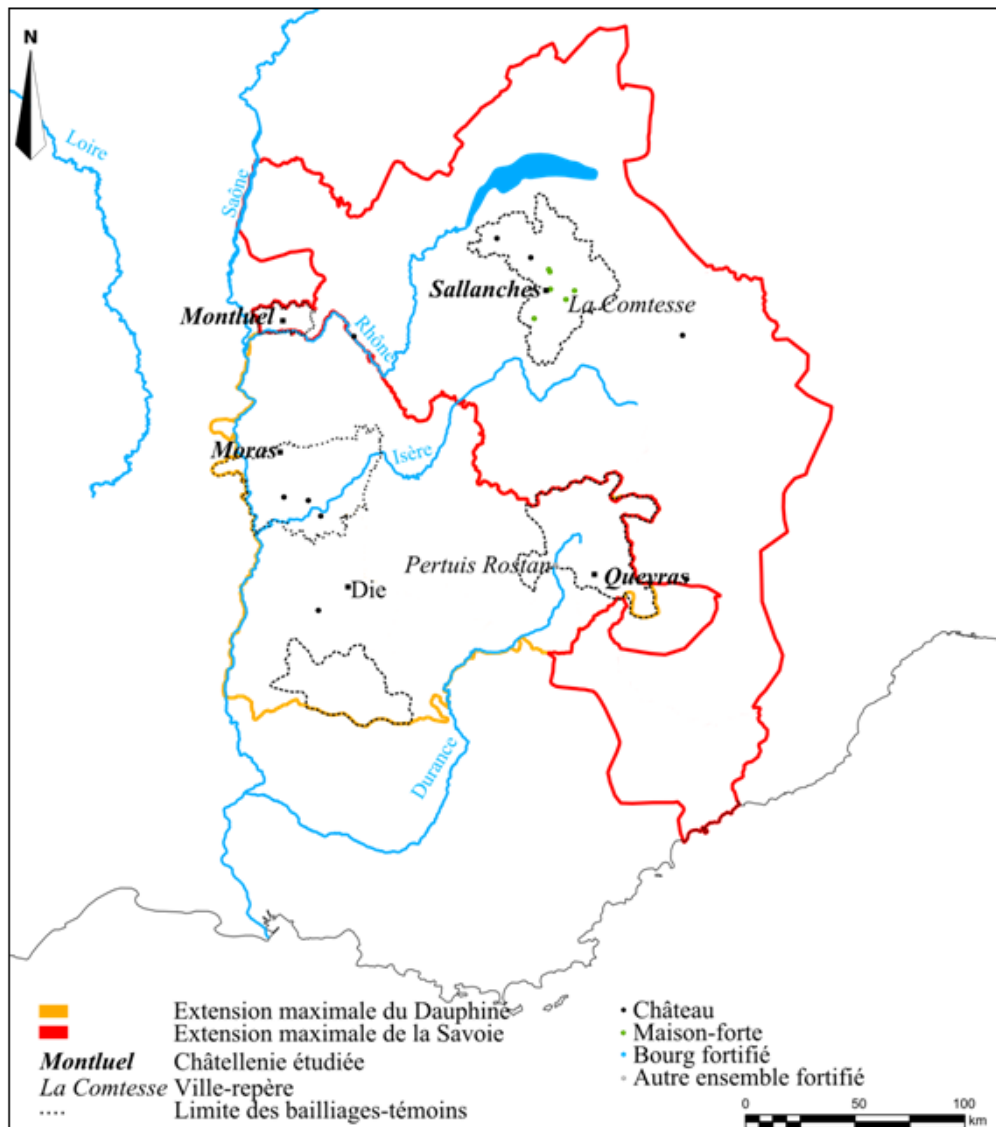 N
Loire
Saône
Sallanches
La Comtesse
Montluel
Rhône
Moras
Isère
Pertuis Rostan
Queyras
Die
Durance
Extension maximale du Dauphiné
Extension maximale de la Savoie
Montluel Châtellenie étudiée
La Comtesse Ville-repère
Limite des bailliages-témoins
Château
Maison-forte
Bourg fortifié
Autre ensemble fortifié
0 50 100
km